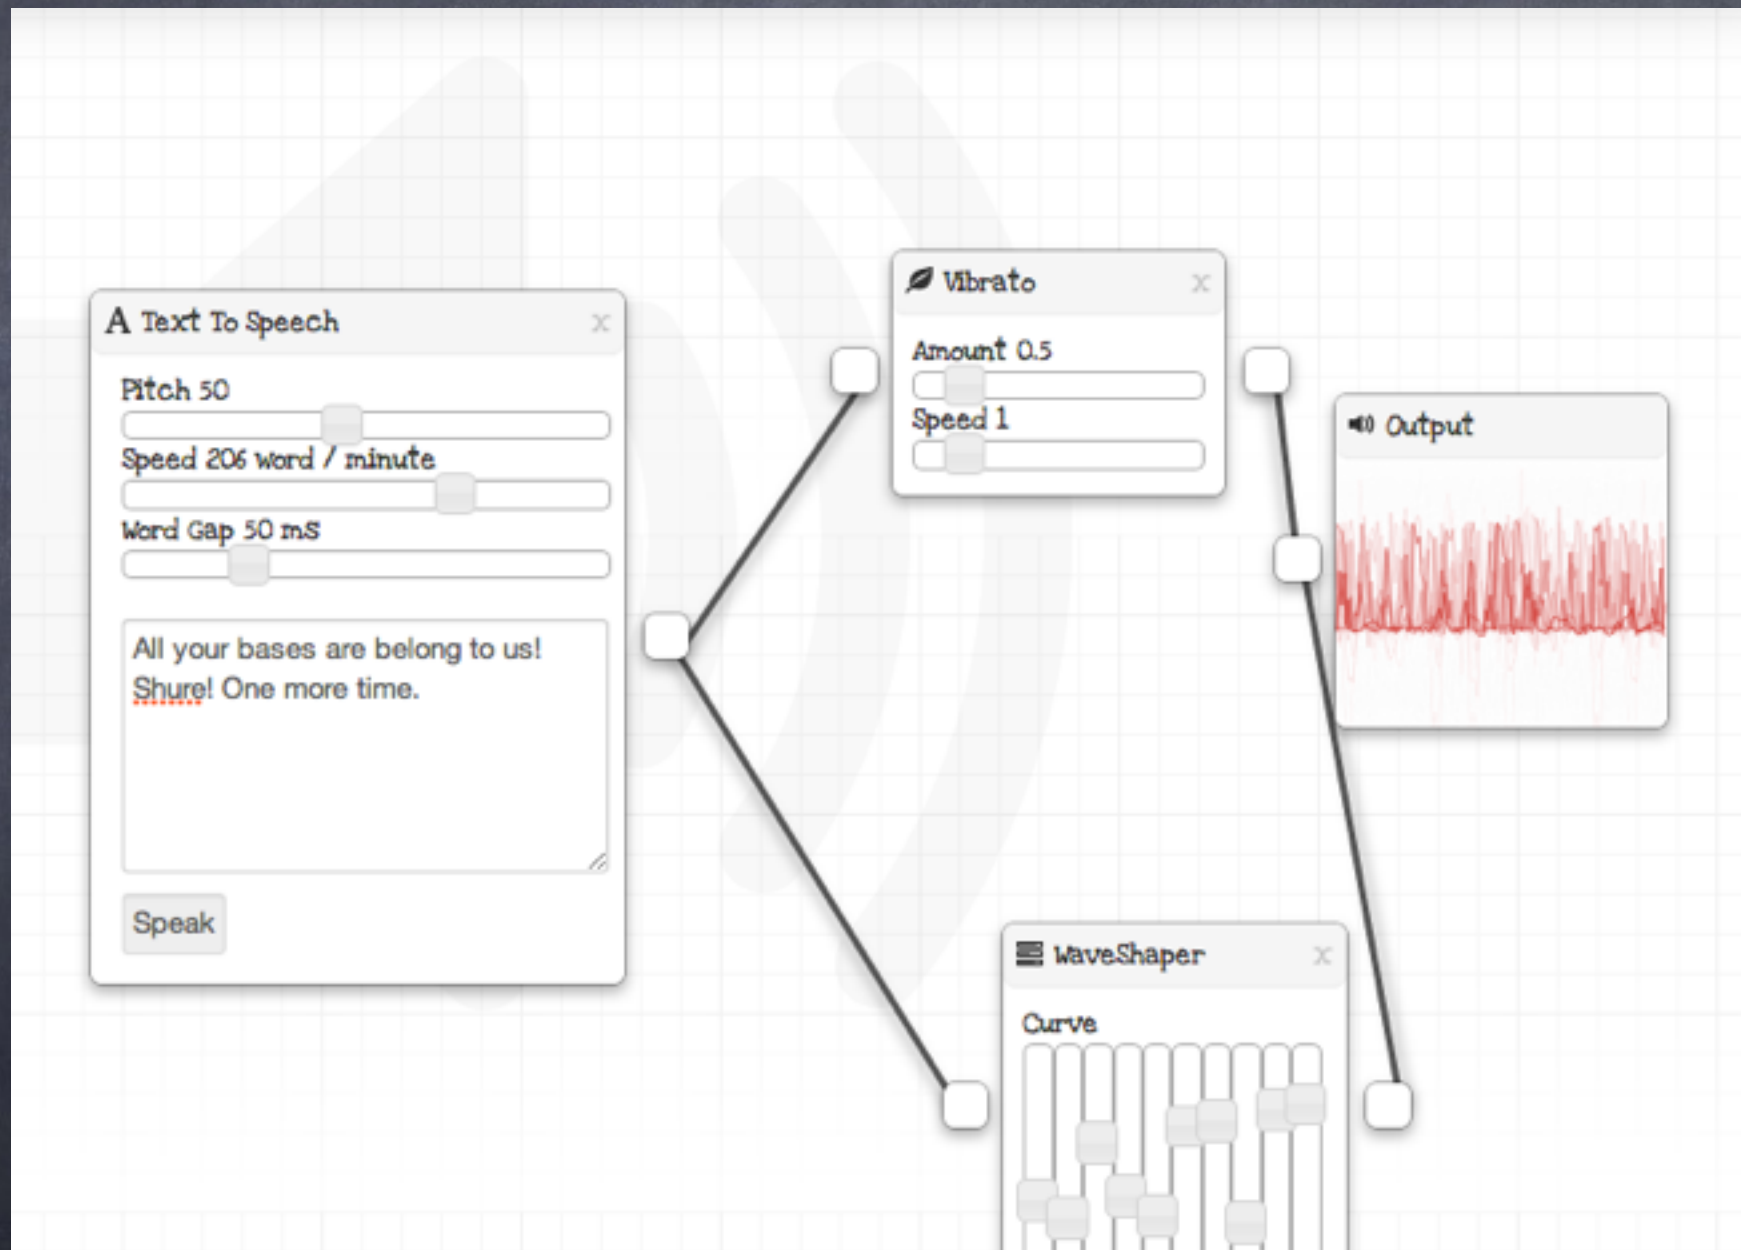 A Text To Speech x
Pitch 50
Speed 206 word / minute
Word Gap 50 ms
All your bases are belong to us!
Shure! One more time.
Speak
Vibrato x
Amount 0.5
Speed 1
Output
WaveShaper x
Curve